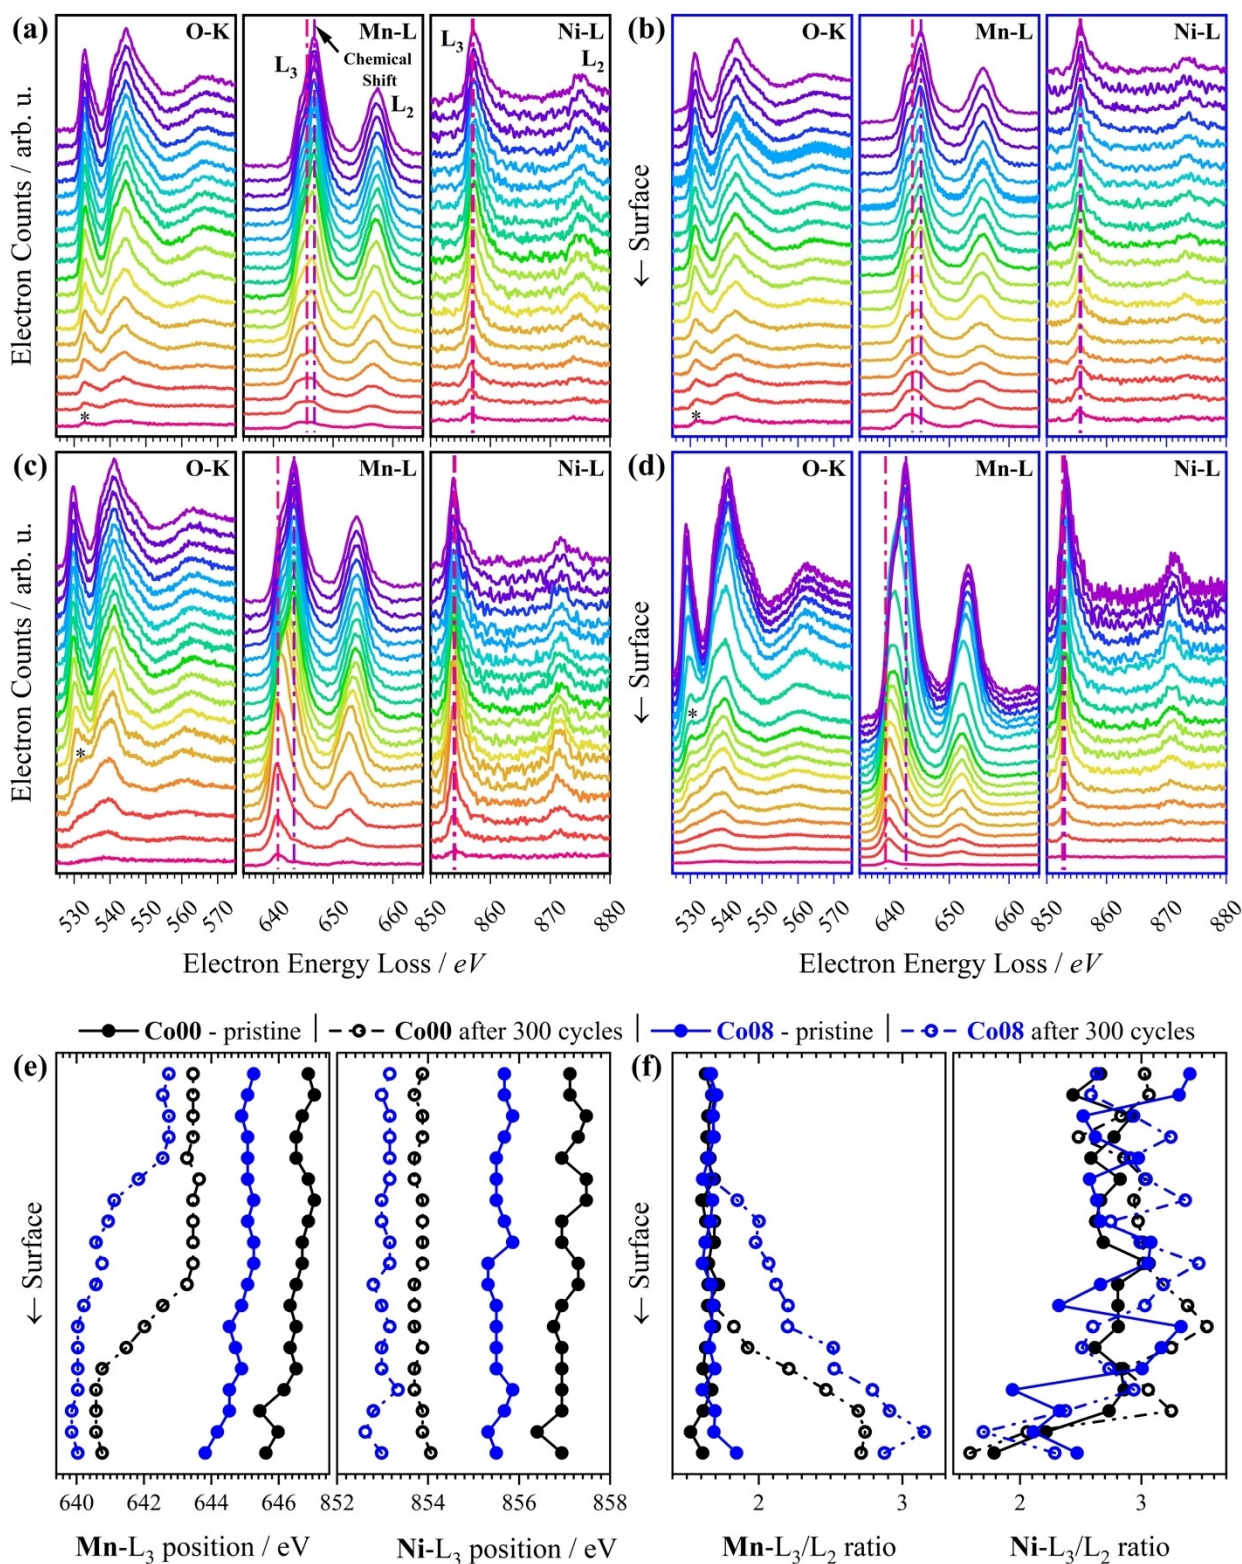 (a) O-K Mn-L Ni-L (b) O-K Mn-L Ni-L
L₃ Chemical Shift L₂ L₃ L₂
Electron Counts / arb. u. ← Surface
* *
(c) O-K Mn-L Ni-L (d) O-K Mn-L Ni-L
Electron Counts / arb. u. ← Surface
* *
530 540 550 560 570 640 650 660 850 860 870 880 530 540 550 560 570 640 650 660 850 860 870 880
Electron Energy Loss / eV Electron Energy Loss / eV
Co00 - pristine | Co00 after 300 cycles | Co08 - pristine | Co08 after 300 cycles
(e) (f)
← Surface ← Surface
640 642 644 646 852 854 856 858 2 3 2 3
Mn-L₃ position / eV Ni-L₃ position / eV Mn-L₃/L₂ ratio Ni-L₃/L₂ ratio